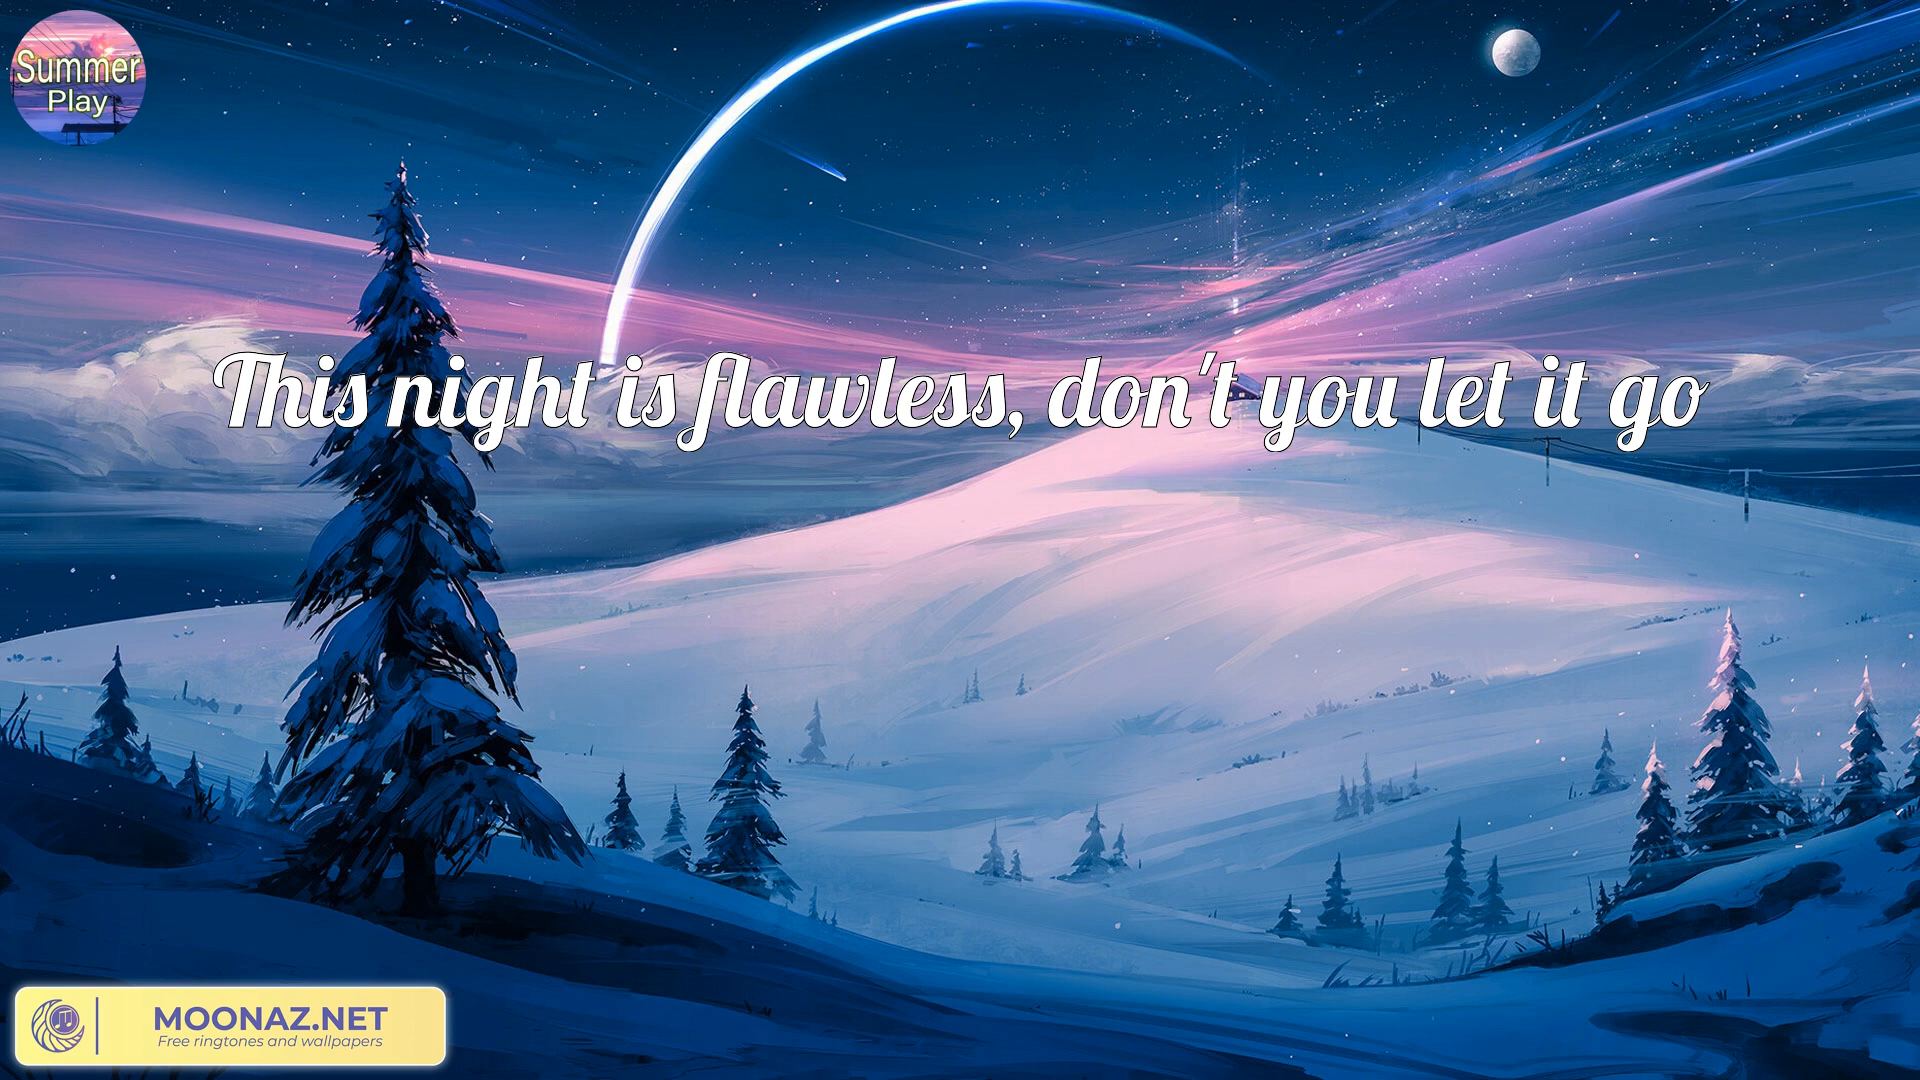 Summer
Play
This night is flawless, don't you let it go
MOONAZ.NET
Free ringtones and wallpapers